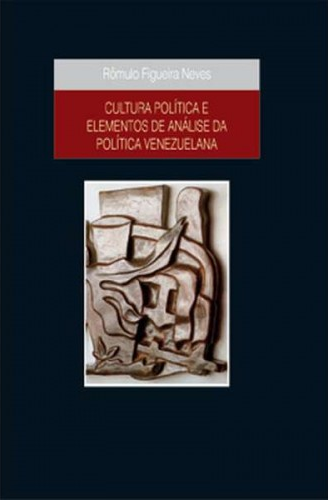 Rômulo Figueira Neves
CULTURA POLÍTICA E
ELEMENTOS DE ANÁLISE DA
POLÍTICA VENEZUELANA